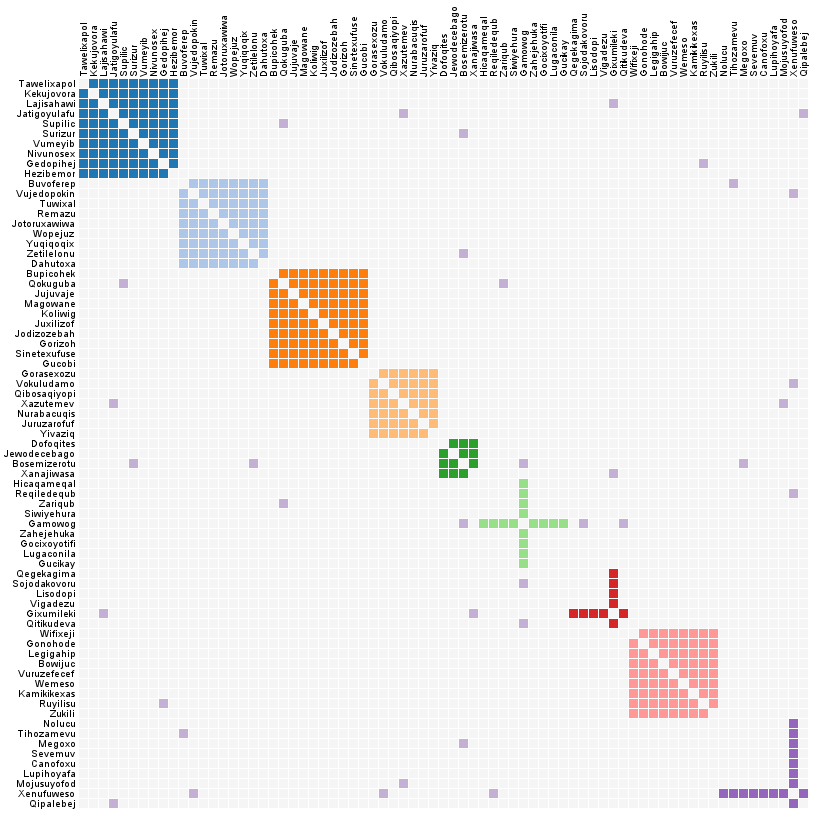 Tawelixapol
Kekujovora
Lajisahawi
Jatigoyulafu
Supilic
Surizur
Vumeyib
Nivunosex
Gedopihej
Hezibemor
Buvoferep
Vujedopokin
Tuwixal
Remazu
Jotoruxawiwa
Wopejuz
Yuqiqoqix
Zetilelonu
Dahutoxa
Bupicohek
Qokuguba
Jujuvaje
Magowane
Koliwig
Juxilizof
Jodizozebah
Gorizoh
Sinetexufuse
Gucobi
Gorasexozu
Vokuludamo
Qibosaqiyopi
Xazutemev
Nurabacuqis
Juruzarofuf
Yivaziq
Dofoqites
Jewodecebago
Bosemizerotu
Xanajiwasa
Hicaqameqal
Reqiledequb
Zariqub
Siwiyehura
Gamowog
Zahejehuka
Gocixoyotifi
Lugaconila
Gucikay
Qegekagima
Sojodakovoru
Lisodopi
Vigadezu
Gixumileki
Qitikudeva
Wifixeji
Gonohode
Legigahip
Bowijuc
Vuruzefecef
Wemeso
Kamikikexas
Ruyilisu
Zukili
Nolucu
Tihozamevu
Megoxo
Sevemuv
Canofoxu
Lupihoyafa
Mojusuyofod
Xenufuweso
Qipalebej
Tawelixapol
Kekujovora
Lajisahawi
Jatigoyulafu
Supilic
Surizur
Vumeyib
Nivunosex
Gedopihej
Hezibemor
Buvoferep
Vujedopokin
Tuwixal
Remazu
Jotoruxawiwa
Wopejuz
Yuqiqoqix
Zetilelonu
Dahutoxa
Bupicohek
Qokuguba
Jujuvaje
Magowane
Koliwig
Juxilizof
Jodizozebah
Gorizoh
Sinetexufuse
Gucobi
Gorasexozu
Vokuludamo
Qibosaqiyopi
Xazutemev
Nurabacuqis
Juruzarofuf
Yivaziq
Dofoqites
Jewodecebago
Bosemizerotu
Xanajiwasa
Hicaqameqal
Reqiledequb
Zariqub
Siwiyehura
Gamowog
Zahejehuka
Gocixoyotifi
Lugaconila
Gucikay
Qegekagima
Sojodakovoru
Lisodopi
Vigadezu
Gixumileki
Qitikudeva
Wifixeji
Gonohode
Legigahip
Bowijuc
Vuruzefecef
Wemeso
Kamikikexas
Ruyilisu
Zukili
Nolucu
Tihozamevu
Megoxo
Sevemuv
Canofoxu
Lupihoyafa
Mojusuyofod
Xenufuweso
Qipalebej